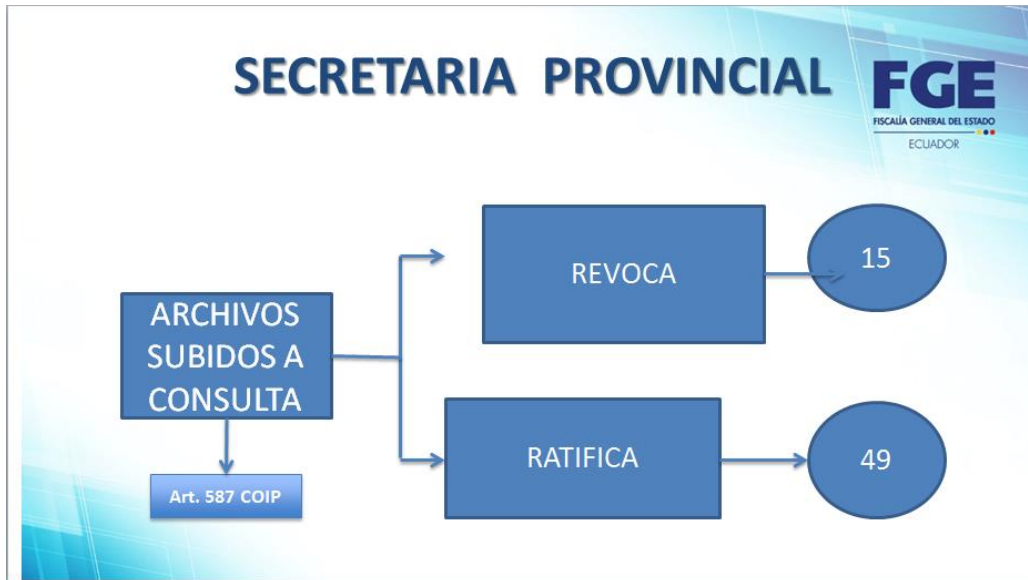 SECRETARIA PROVINCIAL
FGE
FISCALÍA GENERAL DEL ESTADO
ECUADOR
ARCHIVOS
SUBIDOS A
CONSULTA
Art. 587 COIP
REVOCA
15
RATIFICA
49